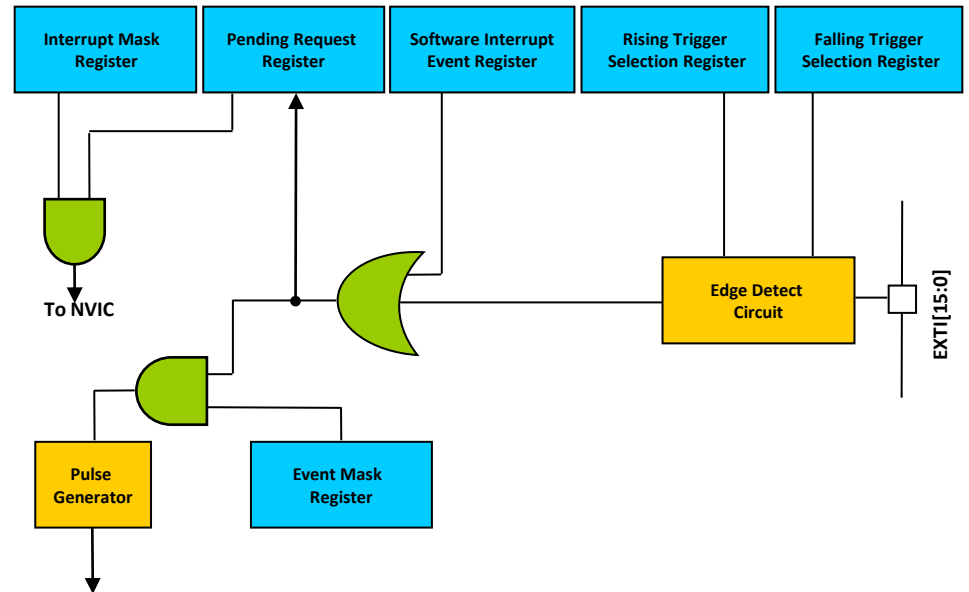 Interrupt Mask
Register
Pending Request
Register
Software Interrupt
Event Register
Rising Trigger
Selection Register
Falling Trigger
Selection Register
To NVIC
Edge Detect
Circuit
EXTI[15:0]
Pulse
Generator
Event Mask
Register